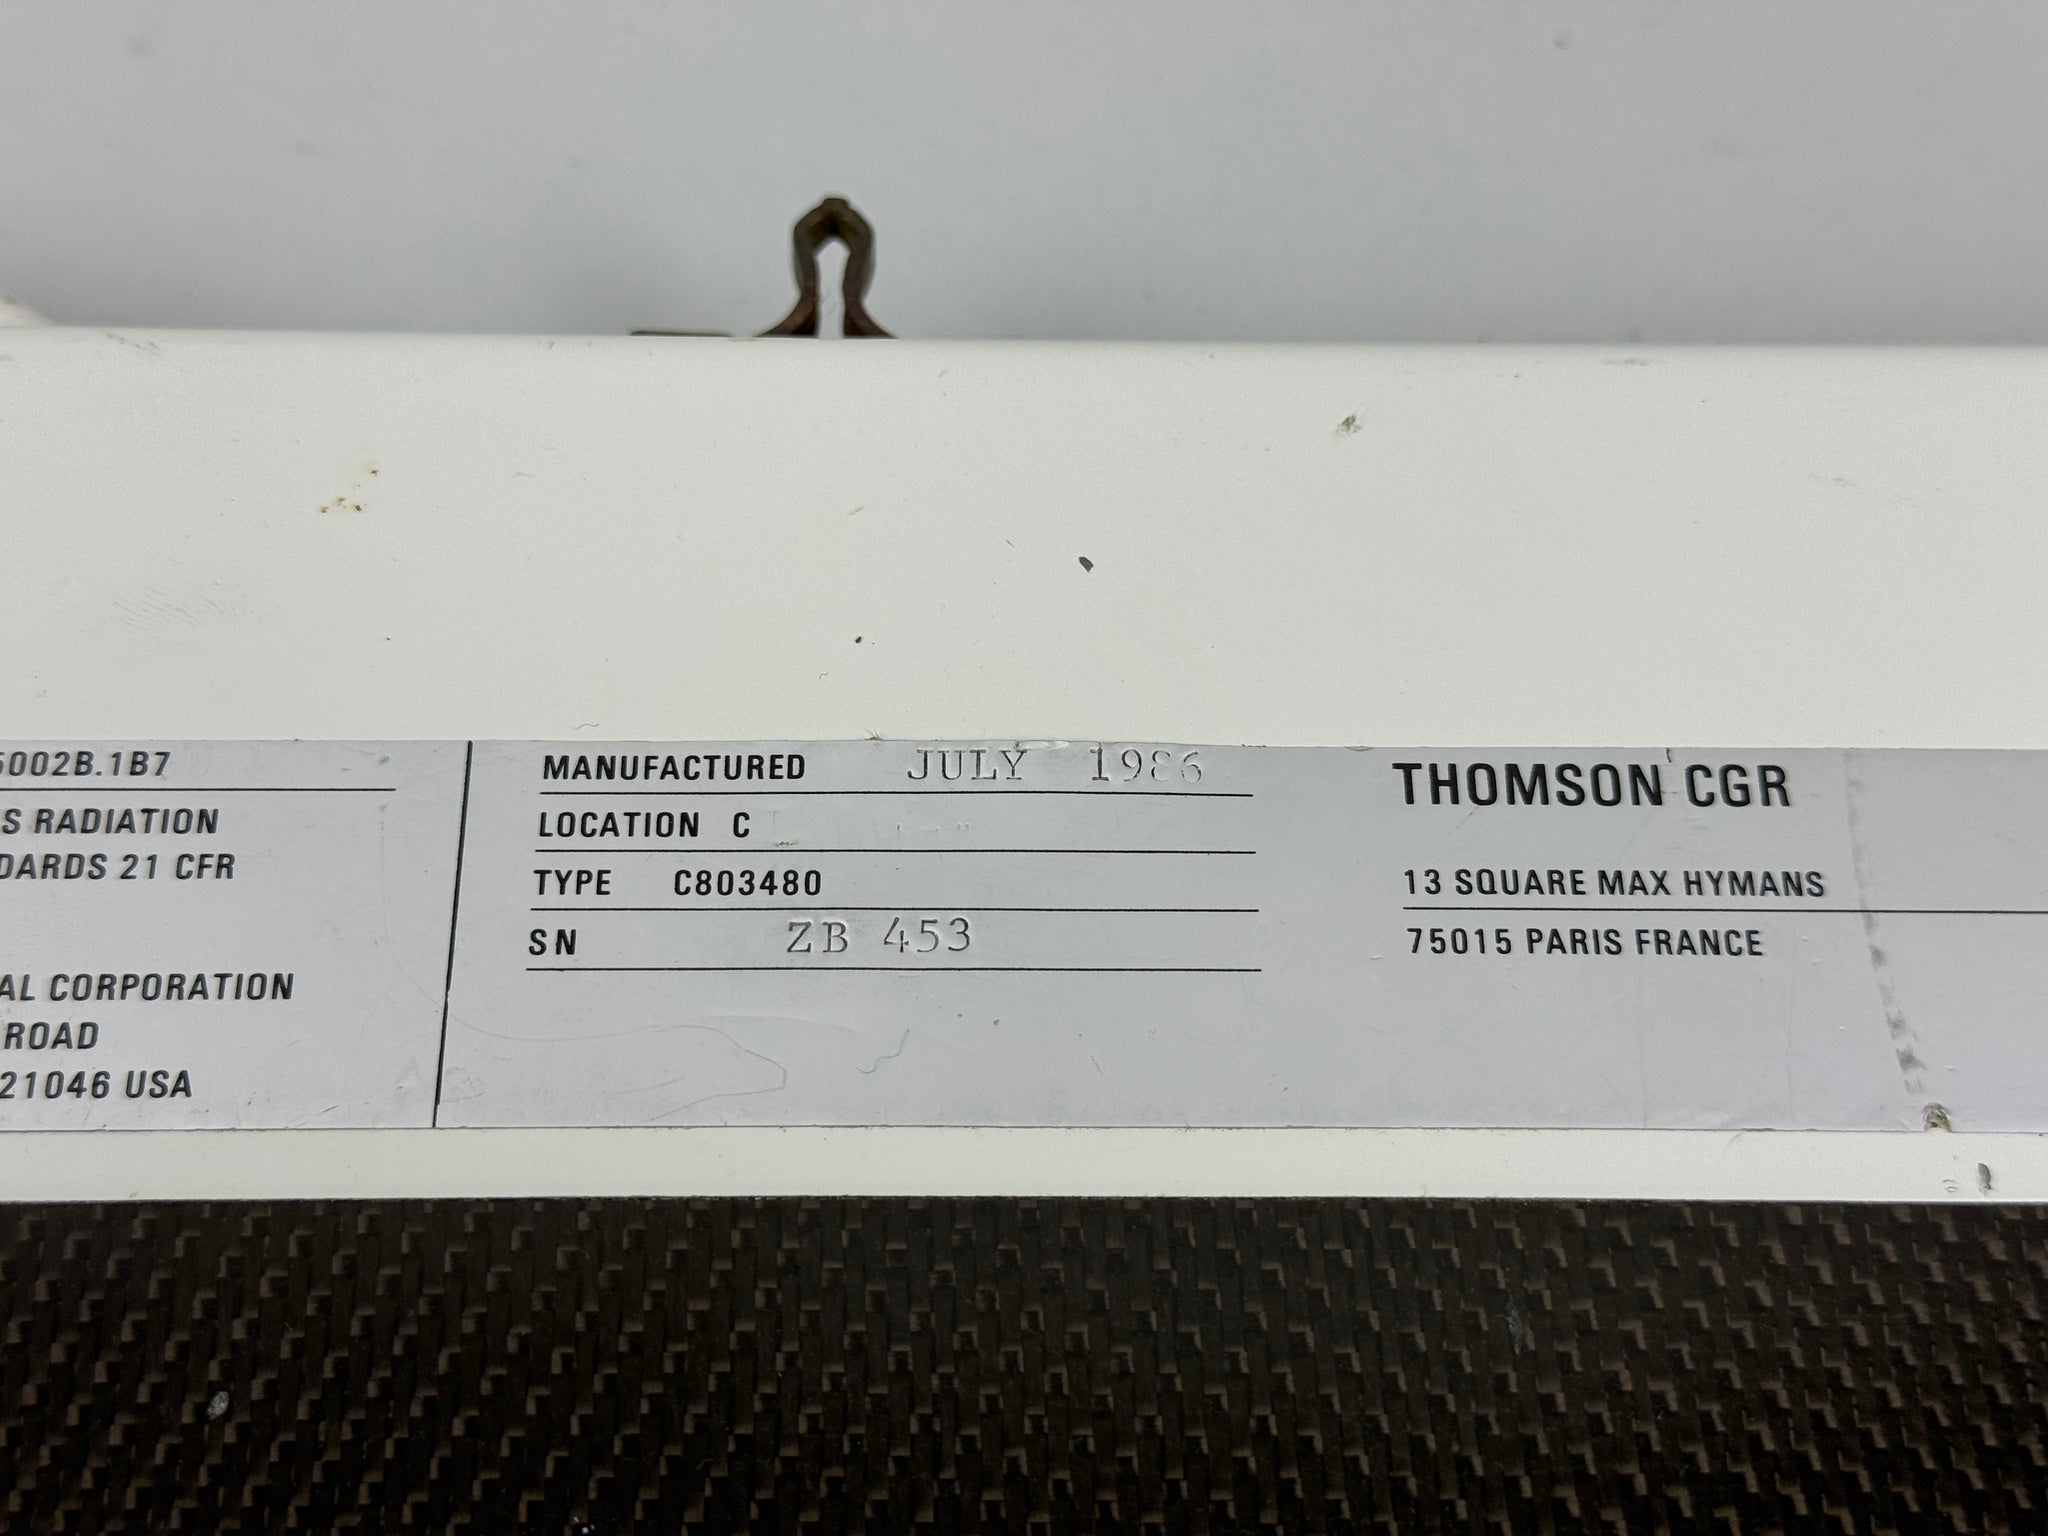 5002B.1B7
S RADIATION
DARDS 21 CFR
AL CORPORATION
ROAD
21046 USA
MANUFACTURED JULY 1986
LOCATION C
TYPE C803480
SN ZB 453
THOMSON CGR
13 SQUARE MAX HYMANS
75015 PARIS FRANCE